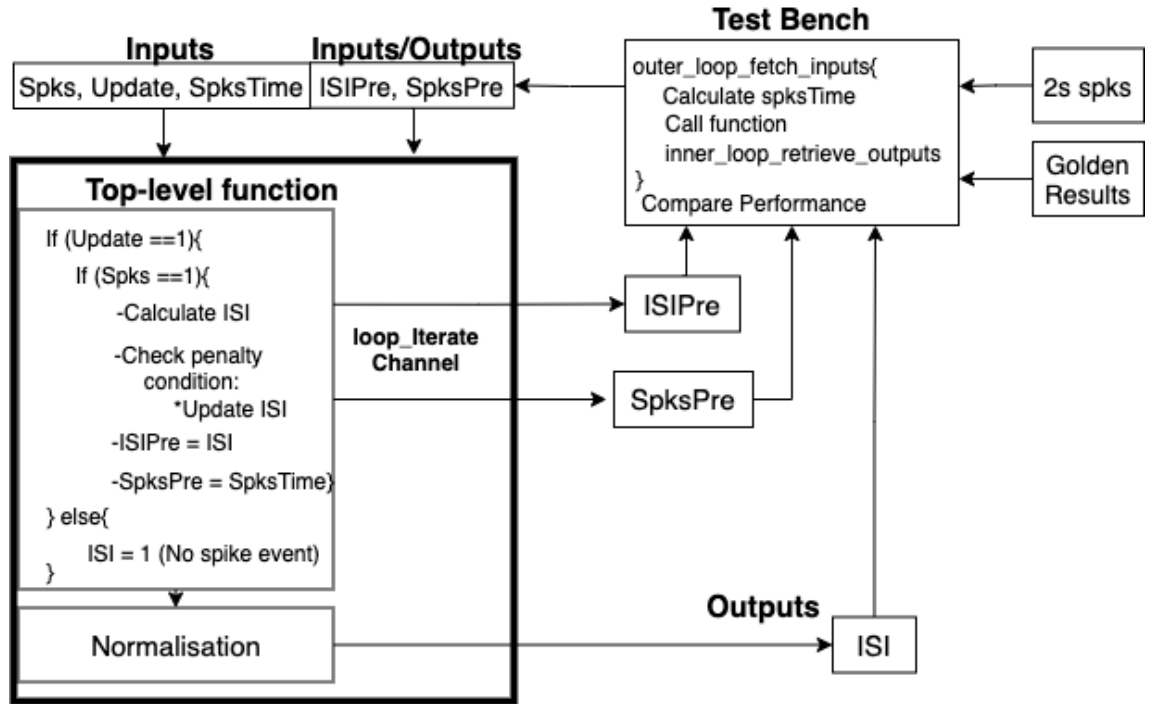 Inputs
Inputs/Outputs
Spks, Update, SpksTime
ISIPre, SpksPre
Top-level function
If (Update ==1){
If (Spks ==1){
-Calculate ISI
-Check penalty
condition:
*Update ISI
-ISIPre = ISI
-SpksPre = SpksTime}
} else{
ISI = 1 (No spike event)
}
Normalisation
loop_Iterate
Channel
Test Bench
outer_loop_fetch_inputs{
Calculate spksTime
Call function
inner_loop_retrieve_outputs
}
Compare Performance
2s spks
Golden
Results
ISIPre
SpksPre
Outputs
ISI